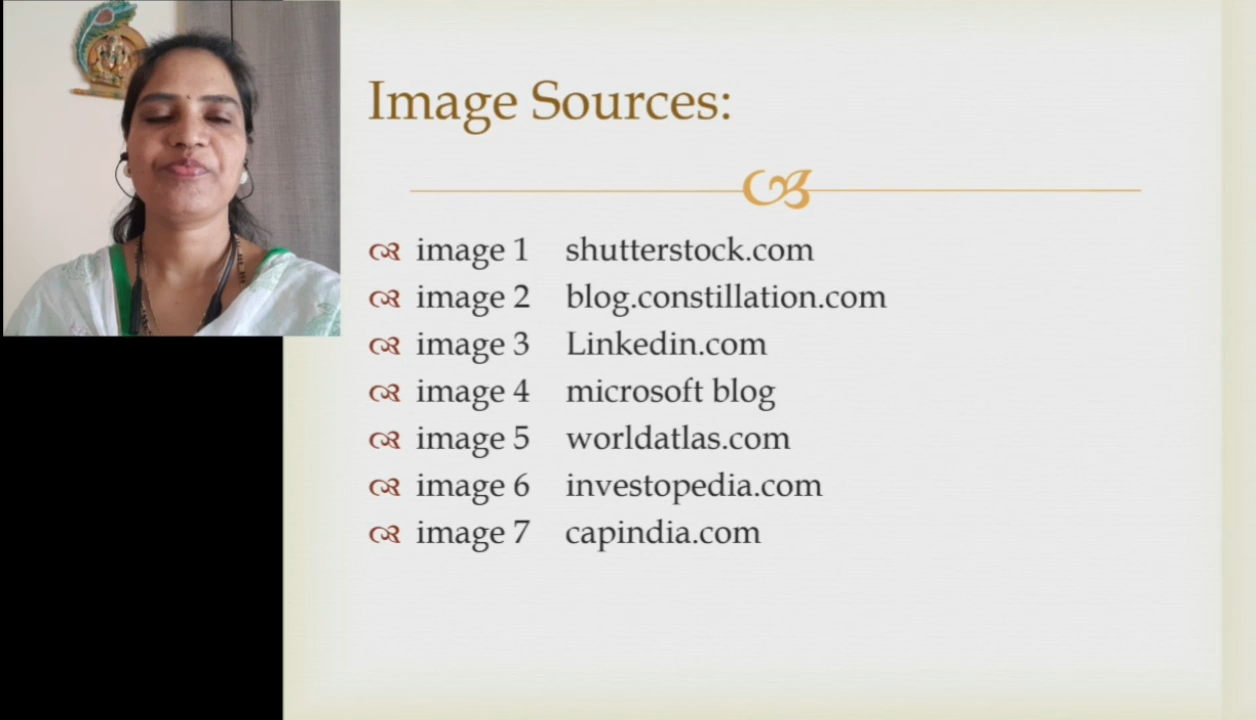 Image Sources:
image 1 shutterstock.com
image 2 blog.constillation.com
image 3 Linkedin.com
image 4 microsoft blog
image 5 worldatlas.com
image 6 investopedia.com
image 7 capindia.com